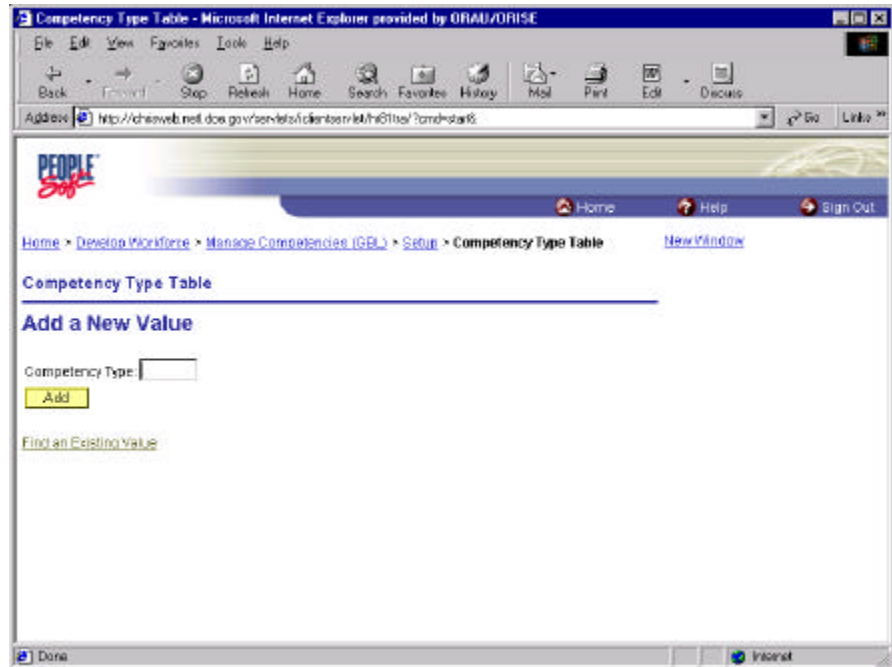 Competency Type Table - Microsoft Internet Explorer provided by ORAU/ORISE
File Edit View Favorites Tools Help
Back Forward Stop Refresh Home Search Favorites History Mail Print Edit Discuss
Address Go Links »
PEOPLE
Soft
Home Help Sign Out
Home > Develop Workforce > Manage Competencies (GBL) > Setup > Competency Type Table New Window
Competency Type Table
Add a New Value
Competency Type:
Add
Find an Existing Value
Done Internet